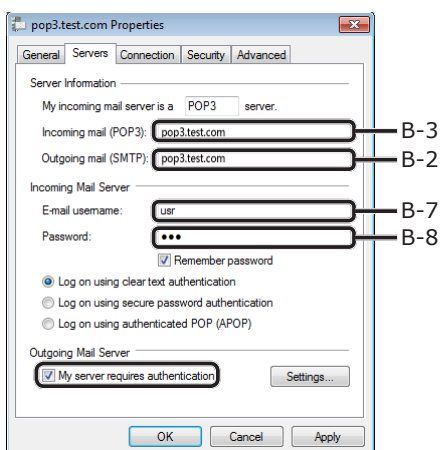 pop3.test.com Properties
General Servers Connection Security Advanced
Server Information
My incoming mail server is a POP3 server.
Incoming mail (POP3): pop3.test.com B-3
Outgoing mail (SMTP): pop3.test.com B-2
Incoming Mail Server
E-mail username: usr B-7
Password: ••• B-8
Remember password
Log on using clear text authentication
Log on using secure password authentication
Log on using authenticated POP (APOP)
Outgoing Mail Server
My server requires authentication Settings...
OK Cancel Apply